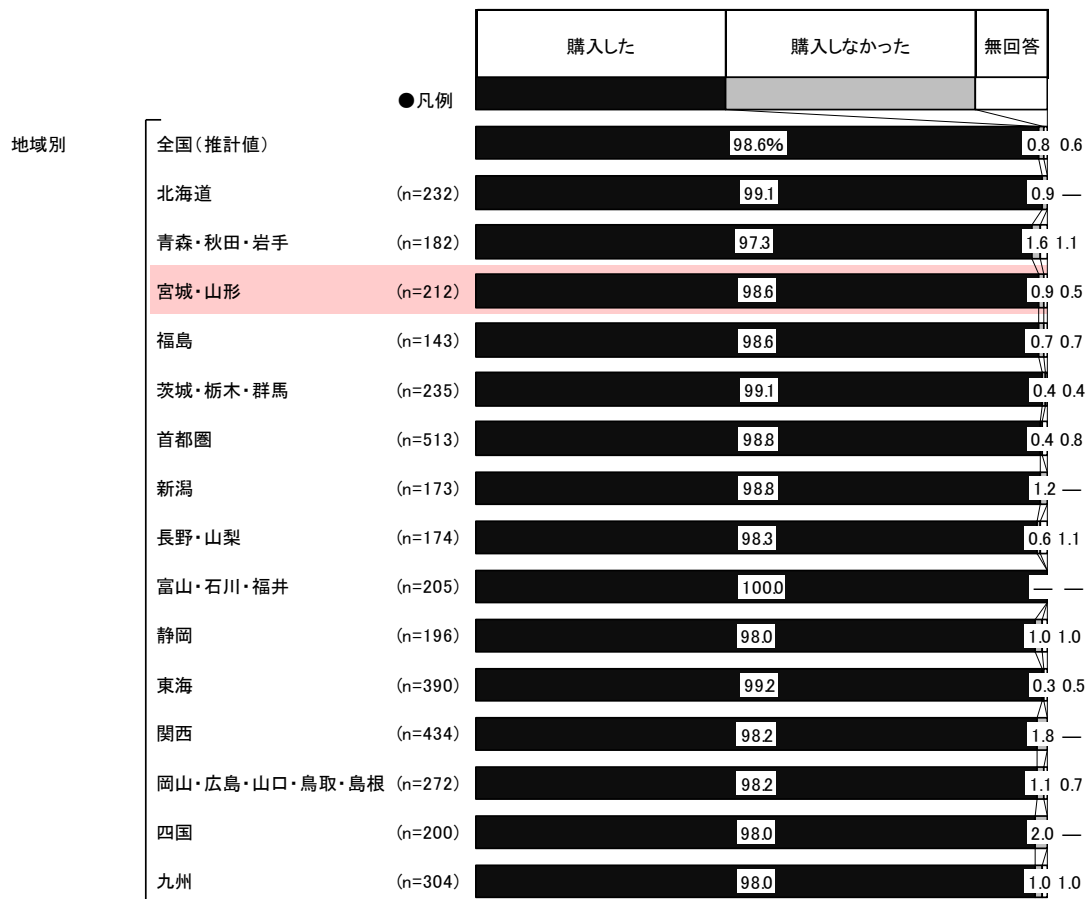 購入した 購入しなかった 無回答
●凡例
地域別 全国(推計値) 98.6% 0.8 0.6
北海道 (n=232) 99.1 0.9 —
青森・秋田・岩手 (n=182) 97.3 1.6 1.1
宮城・山形 (n=212) 98.6 0.9 0.5
福島 (n=143) 98.6 0.7 0.7
茨城・栃木・群馬 (n=235) 99.1 0.4 0.4
首都圏 (n=513) 98.8 0.4 0.8
新潟 (n=173) 98.8 1.2 —
長野・山梨 (n=174) 98.3 0.6 1.1
富山・石川・福井 (n=205) 100.0 — —
静岡 (n=196) 98.0 1.0 1.0
東海 (n=390) 99.2 0.3 0.5
関西 (n=434) 98.2 1.8 —
岡山・広島・山口・鳥取・島根 (n=272) 98.2 1.1 0.7
四国 (n=200) 98.0 2.0 —
九州 (n=304) 98.0 1.0 1.0